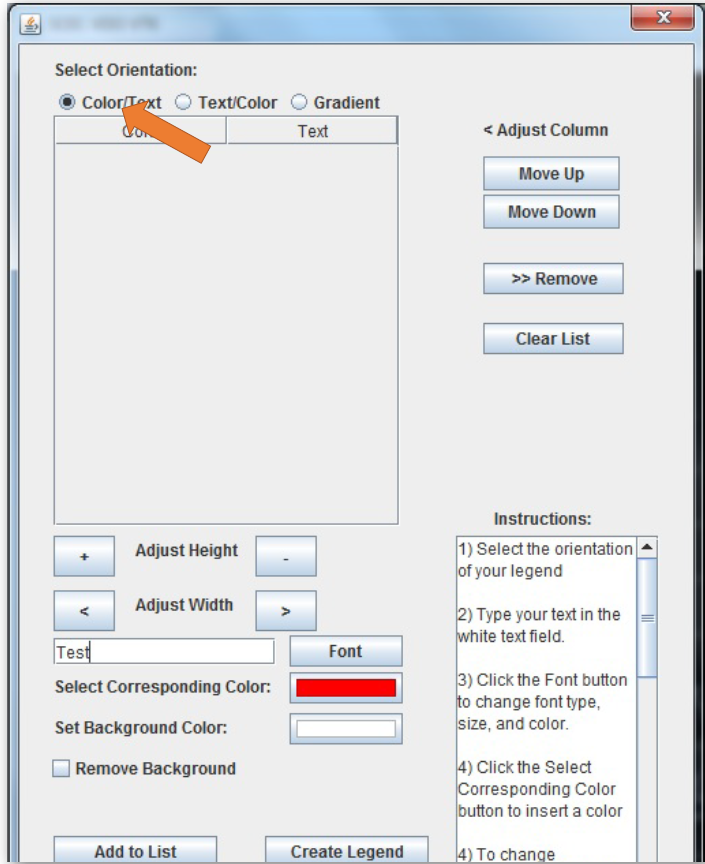 Select Orientation:
Color/Text Text/Color Gradient
Text
< Adjust Column
Move Up
Move Down
>> Remove
Clear List
+ Adjust Height -
< Adjust Width >
Test
Font
Select Corresponding Color:
Set Background Color:
Remove Background
Add to List
Create Legend
Instructions:
1) Select the orientation
of your legend
2) Type your text in the
white text field.
3) Click the Font button
to change font type,
size, and color.
4) Click the Select
Corresponding Color
button to insert a color
4) To change